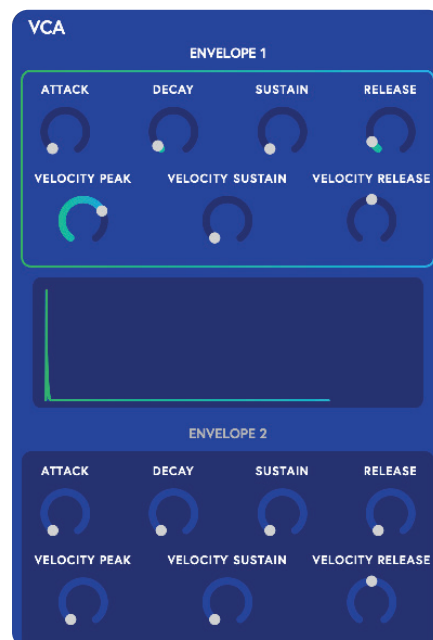 VCA
ENVELOPE 1
ATTACK DECAY SUSTAIN RELEASE
VELOCITY PEAK VELOCITY SUSTAIN VELOCITY RELEASE
ENVELOPE 2
ATTACK DECAY SUSTAIN RELEASE
VELOCITY PEAK VELOCITY SUSTAIN VELOCITY RELEASE